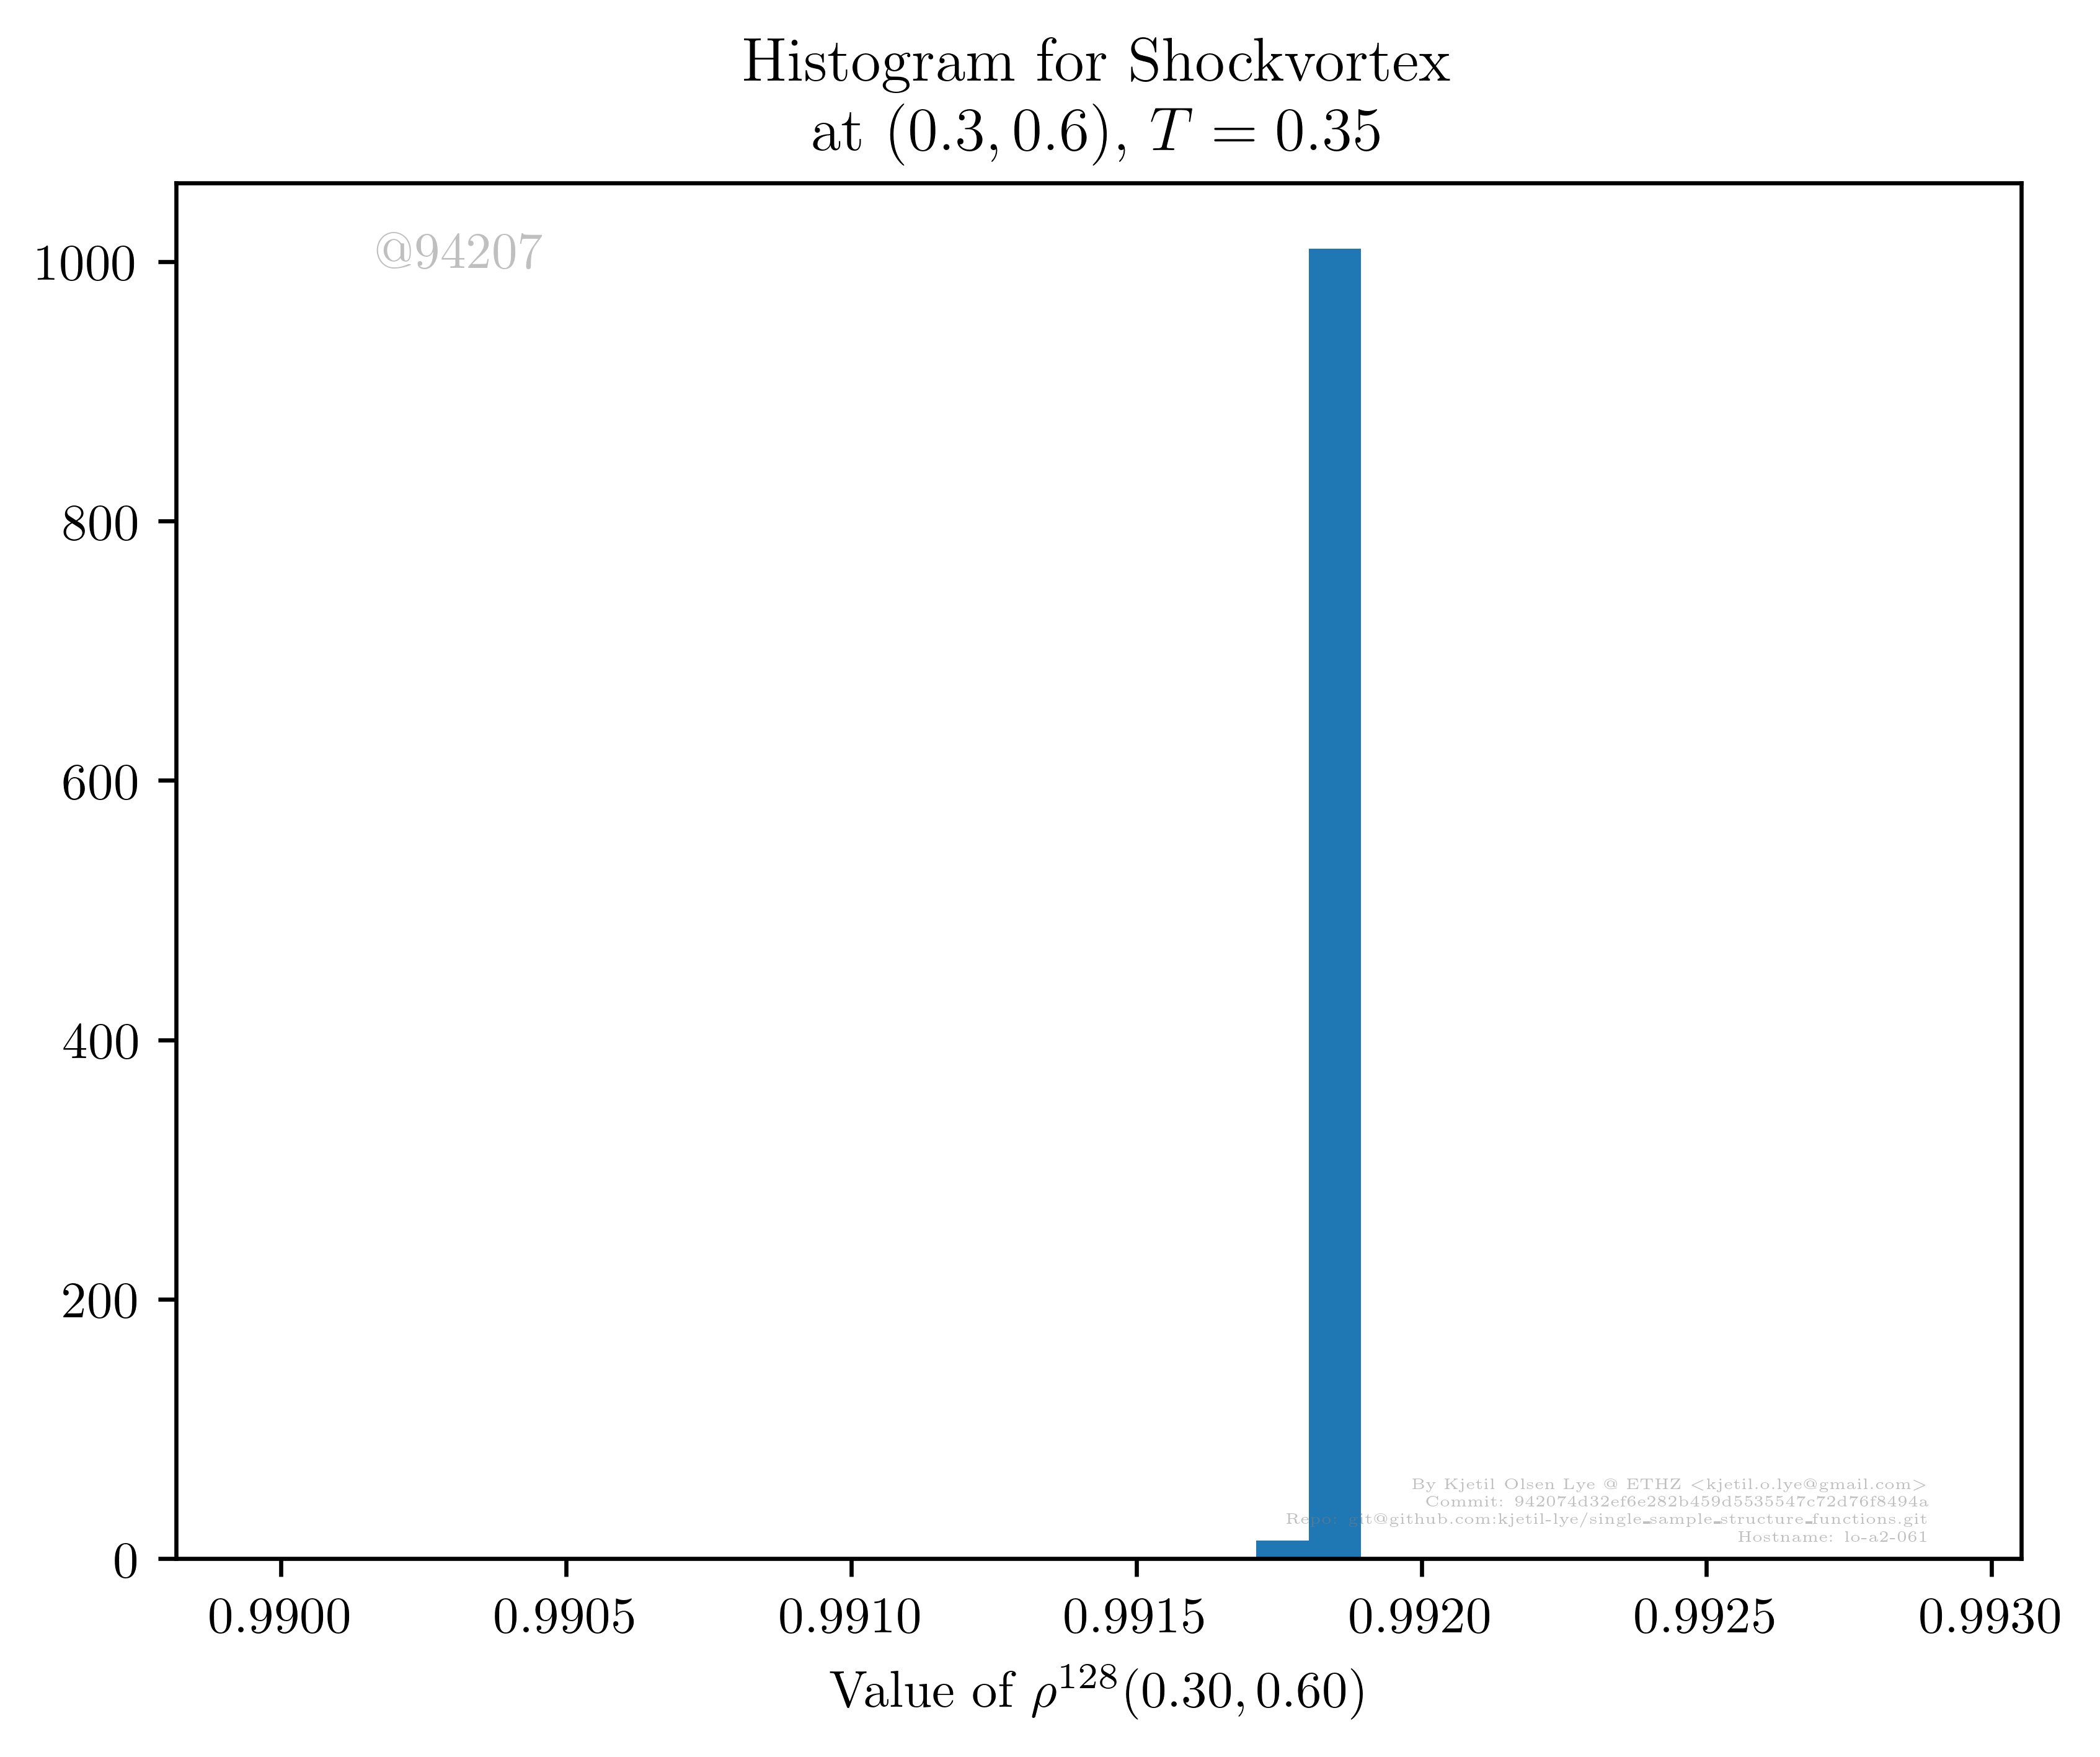 Histogram for Shockvortex
at (0.3, 0.6), T = 0.35
@94207
1000
800
600
400
200
0
By Kjetil Olsen Lye @ ETHZ <kjetil.o.lye@gmail.com>
Commit: 942074d32ef6e282b459d5535547c72d76f8494a
Repo: git@github.com:kjetil-lye/single_sample_structure_functions.git
Hostname: lo-a2-061
0.9900 0.9905 0.9910 0.9915 0.9920 0.9925 0.9930
Value of ρ¹²⁸(0.30, 0.60)